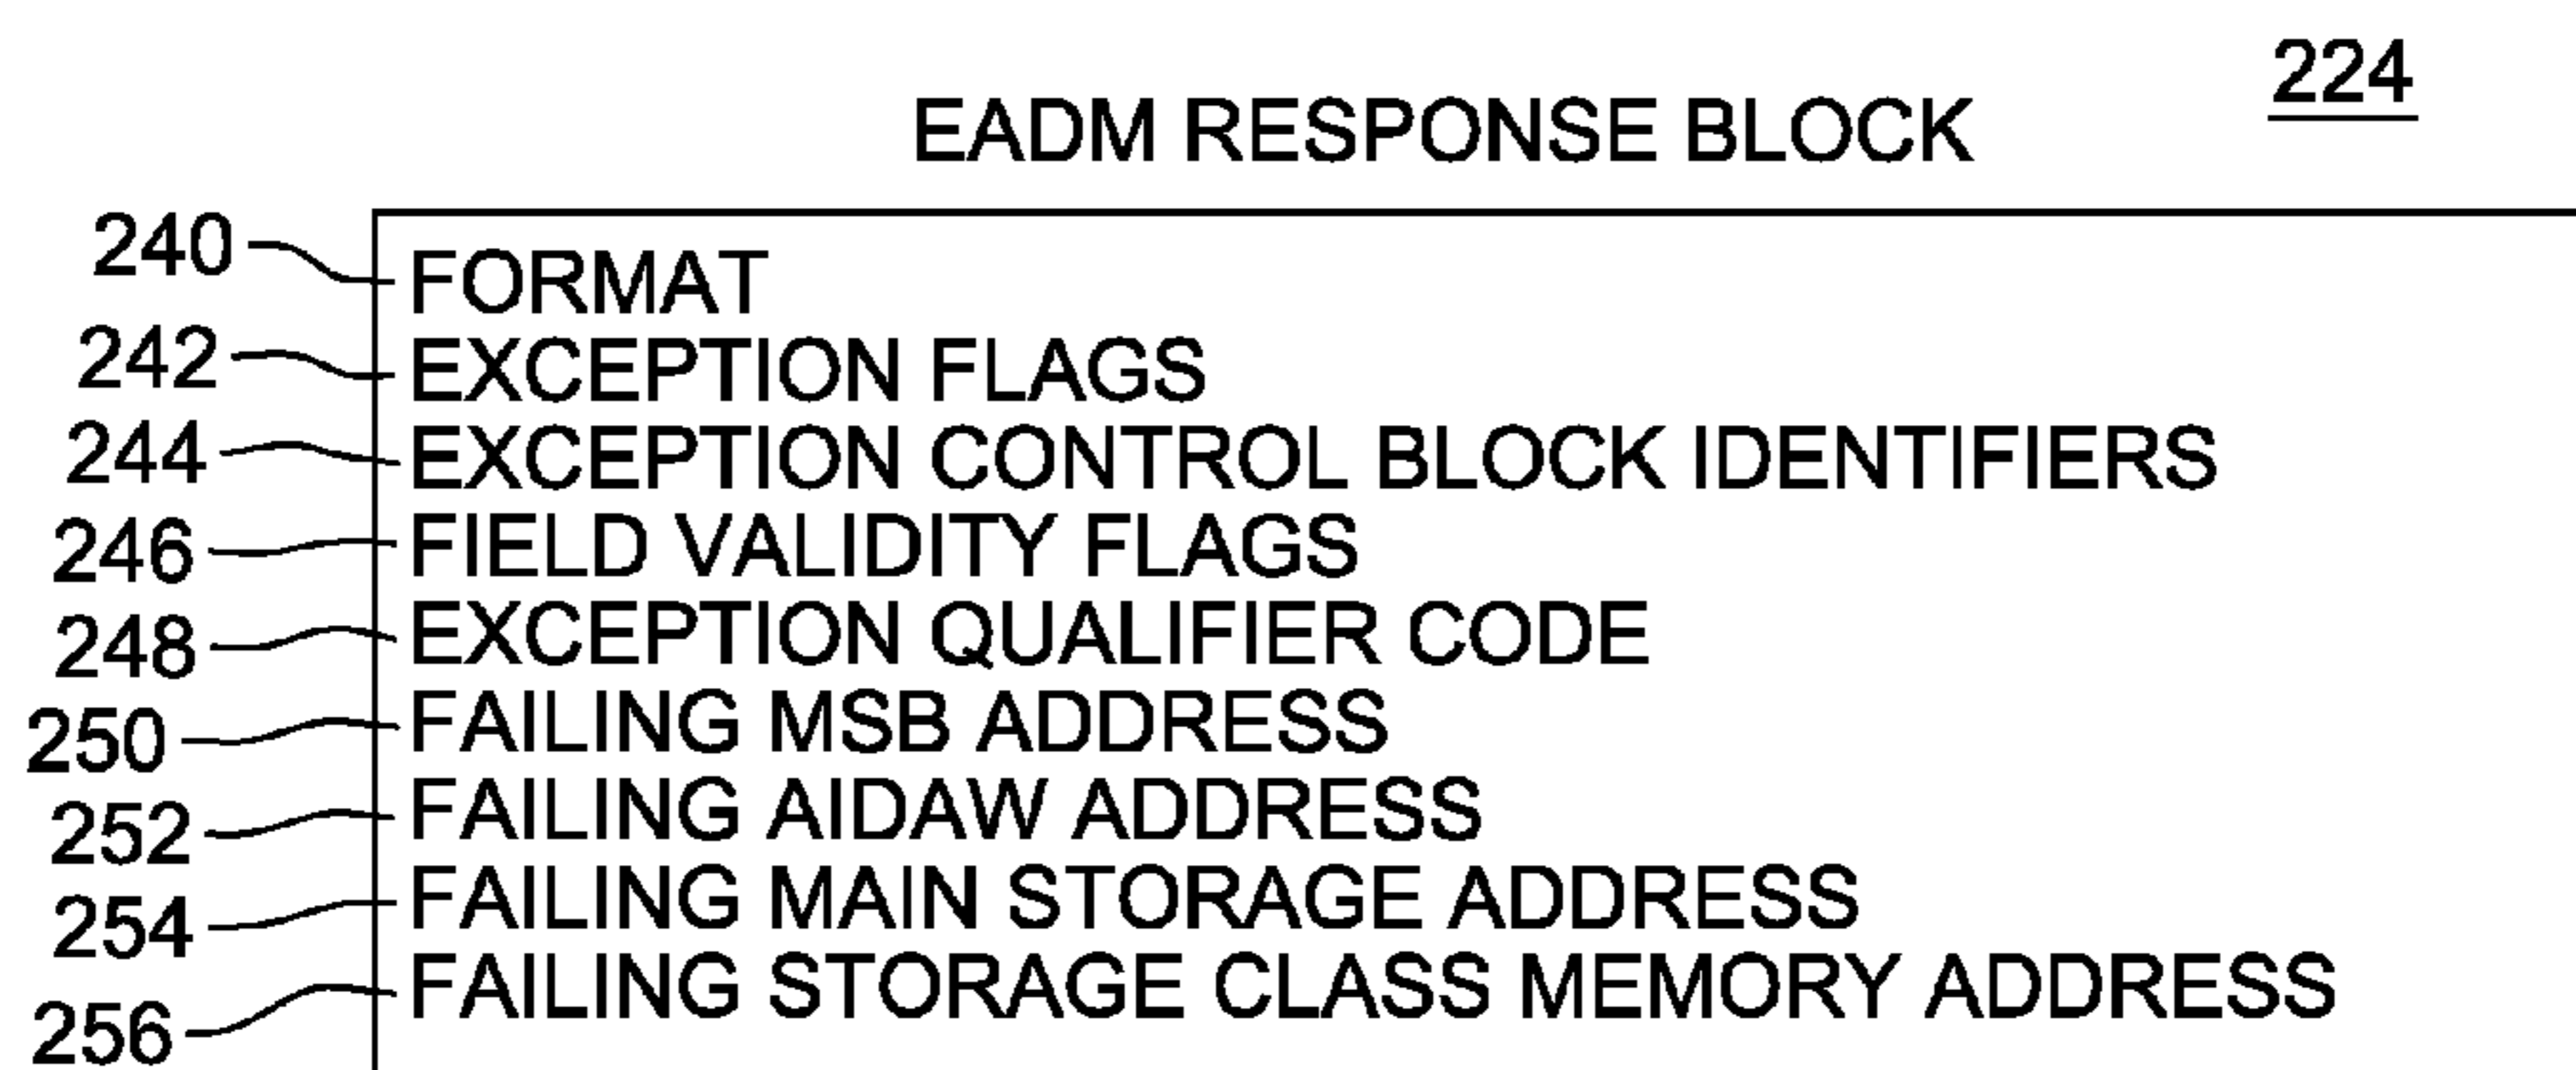 224
EADM RESPONSE BLOCK
240 FORMAT
242 EXCEPTION FLAGS
244 EXCEPTION CONTROL BLOCK IDENTIFIERS
246 FIELD VALIDITY FLAGS
248 EXCEPTION QUALIFIER CODE
250 FAILING MSB ADDRESS
252 FAILING AIDAW ADDRESS
254 FAILING MAIN STORAGE ADDRESS
256 FAILING STORAGE CLASS MEMORY ADDRESS